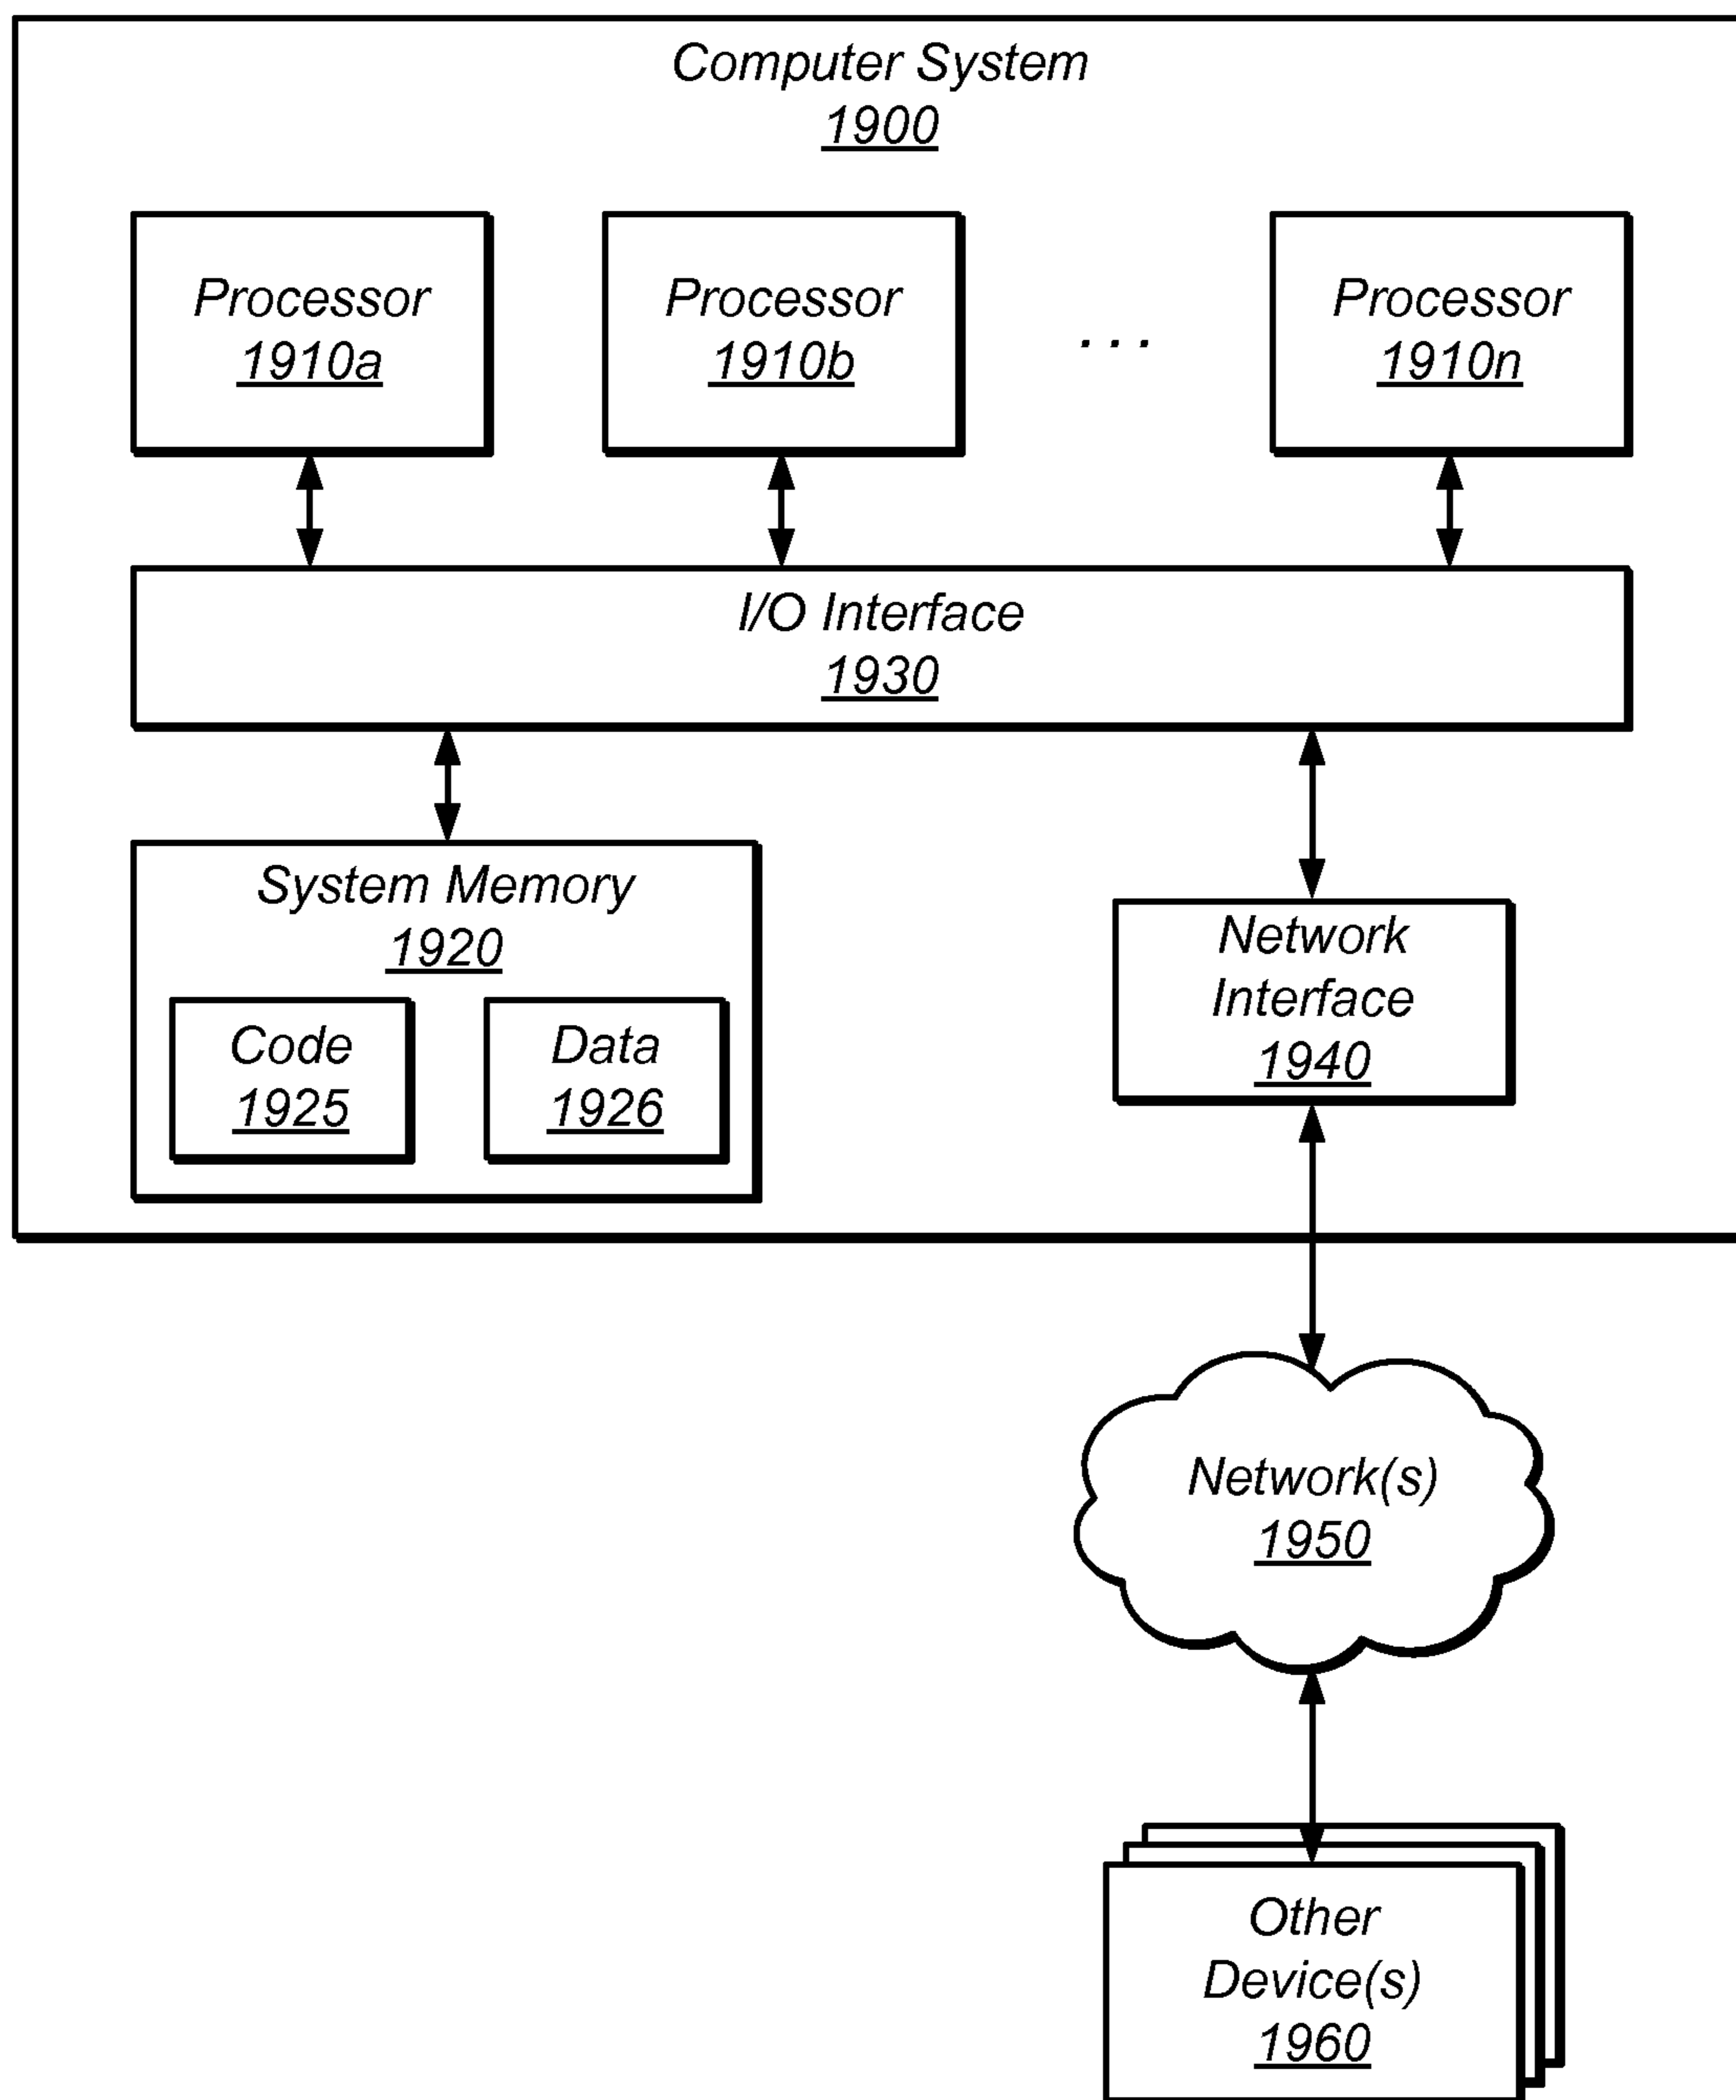 Computer System
1900
Processor
1910a
Processor
1910b
. . .
Processor
1910n
I/O Interface
1930
System Memory
1920
Code
1925
Data
1926
Network
Interface
1940
Network(s)
1950
Other
Device(s)
1960